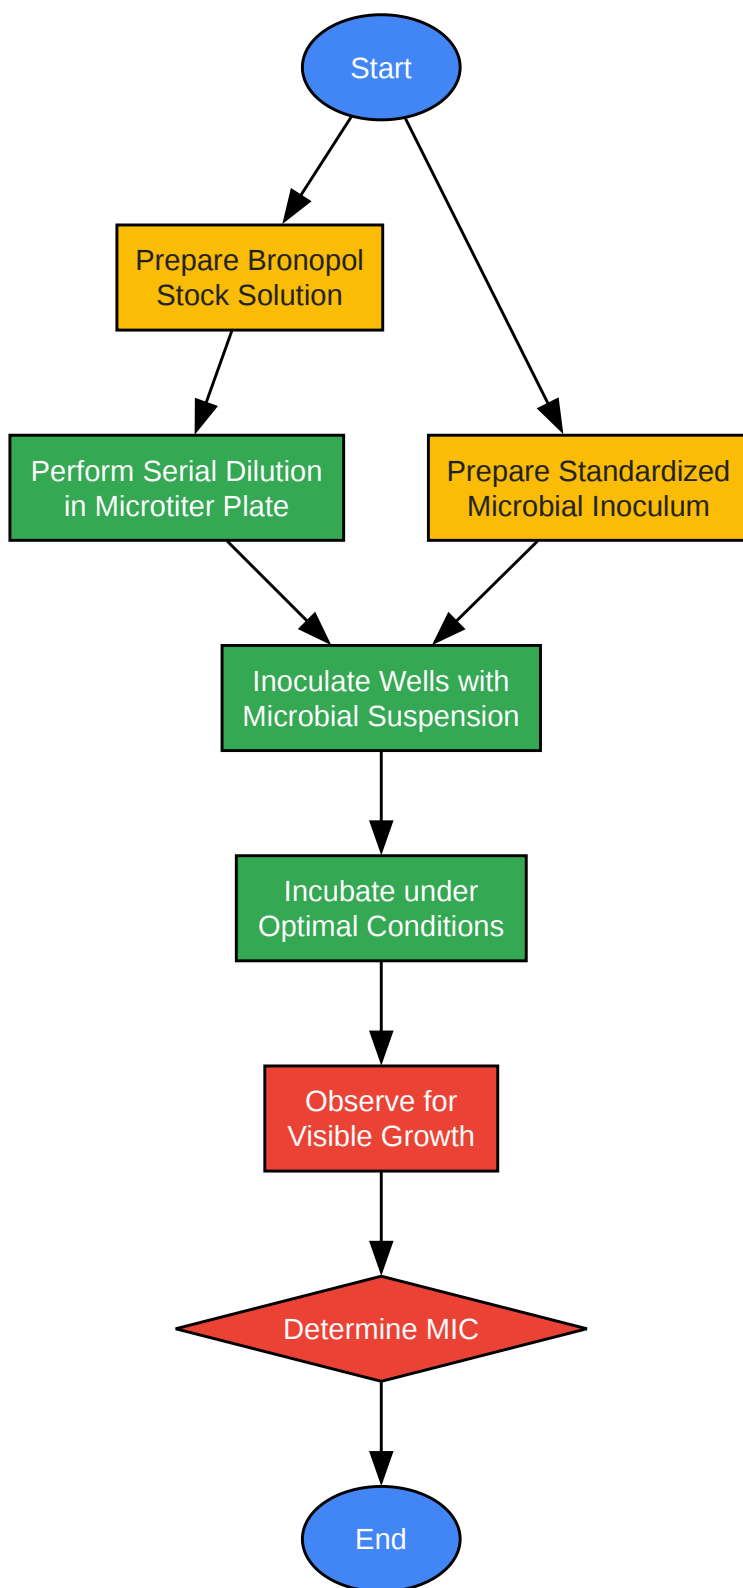 Start
Prepare Bronopol
Stock Solution
Perform Serial Dilution
in Microtiter Plate
Prepare Standardized
Microbial Inoculum
Inoculate Wells with
Microbial Suspension
Incubate under
Optimal Conditions
Observe for
Visible Growth
Determine MIC
End